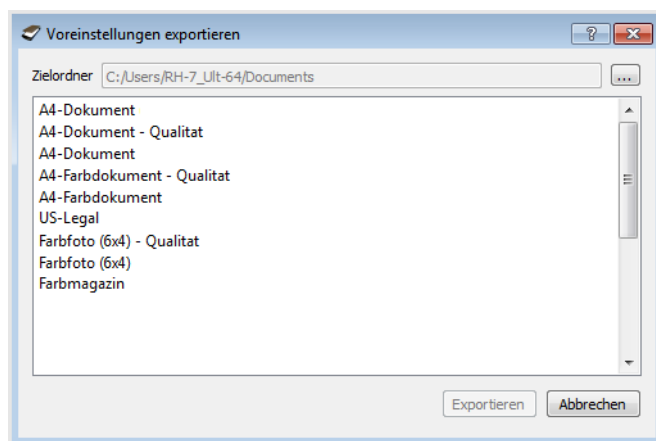 Voreinstellungen exportieren
?
Zielordner C:/Users/RH-7_Ult-64/Documents ...
A4-Dokument
A4-Dokument - Qualitat
A4-Dokument
A4-Farbdokument - Qualitat
A4-Farbdokument
US-Legal
Farbfoto (6x4) - Qualitat
Farbfoto (6x4)
Farbmagazin
Exportieren Abbrechen